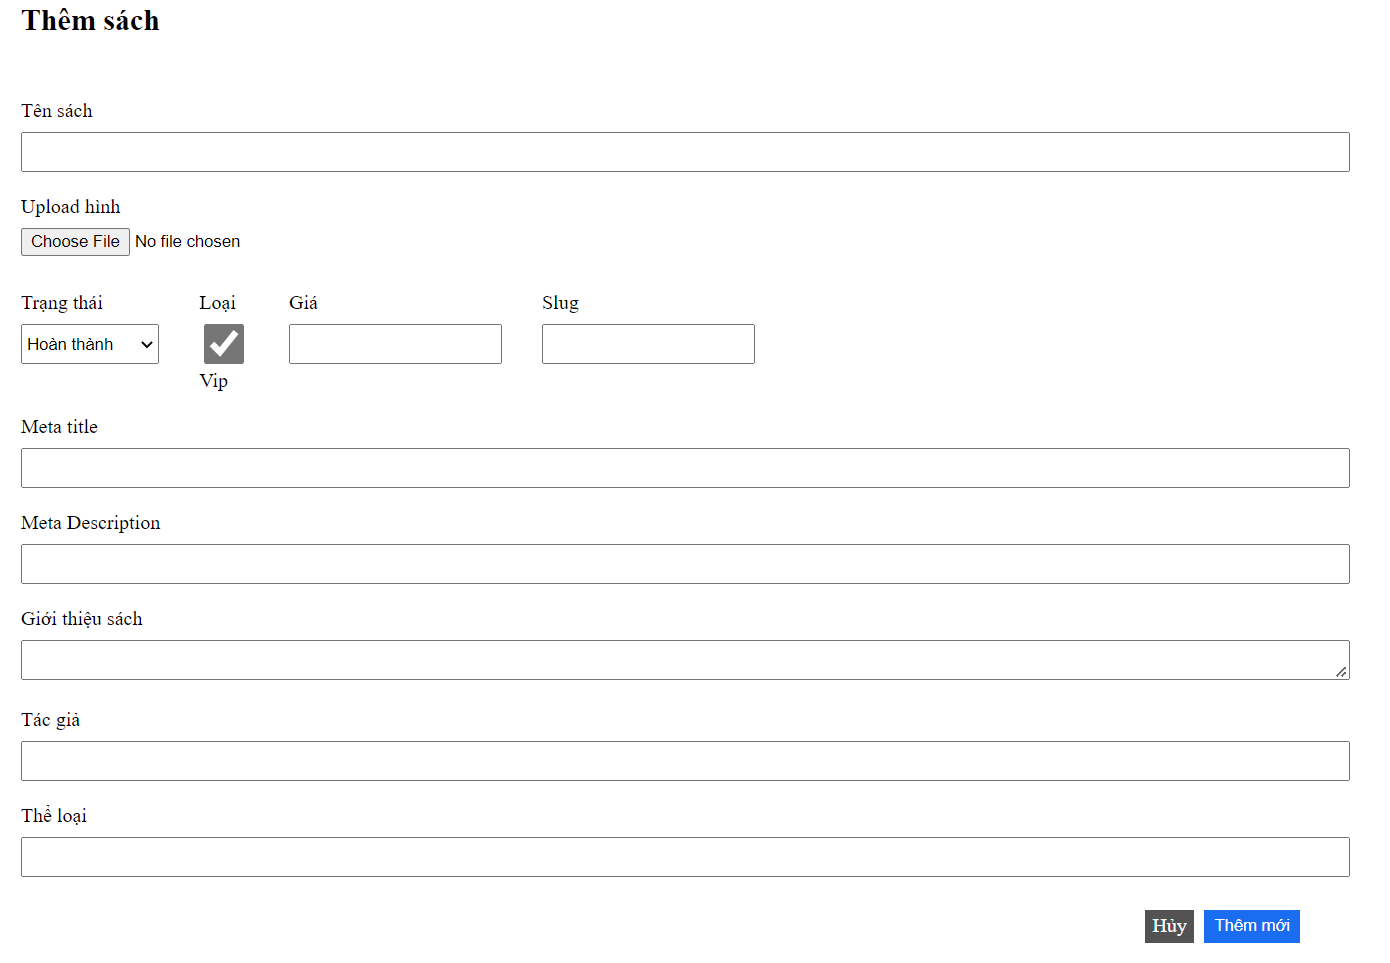 Thêm sách
Tên sách
Upload hình
Choose File No file chosen
Trạng thái Loại Giá Slug
Hoàn thành
Vip
Meta title
Meta Description
Giới thiệu sách
Tác giả
Thể loại
Hủy Thêm mới